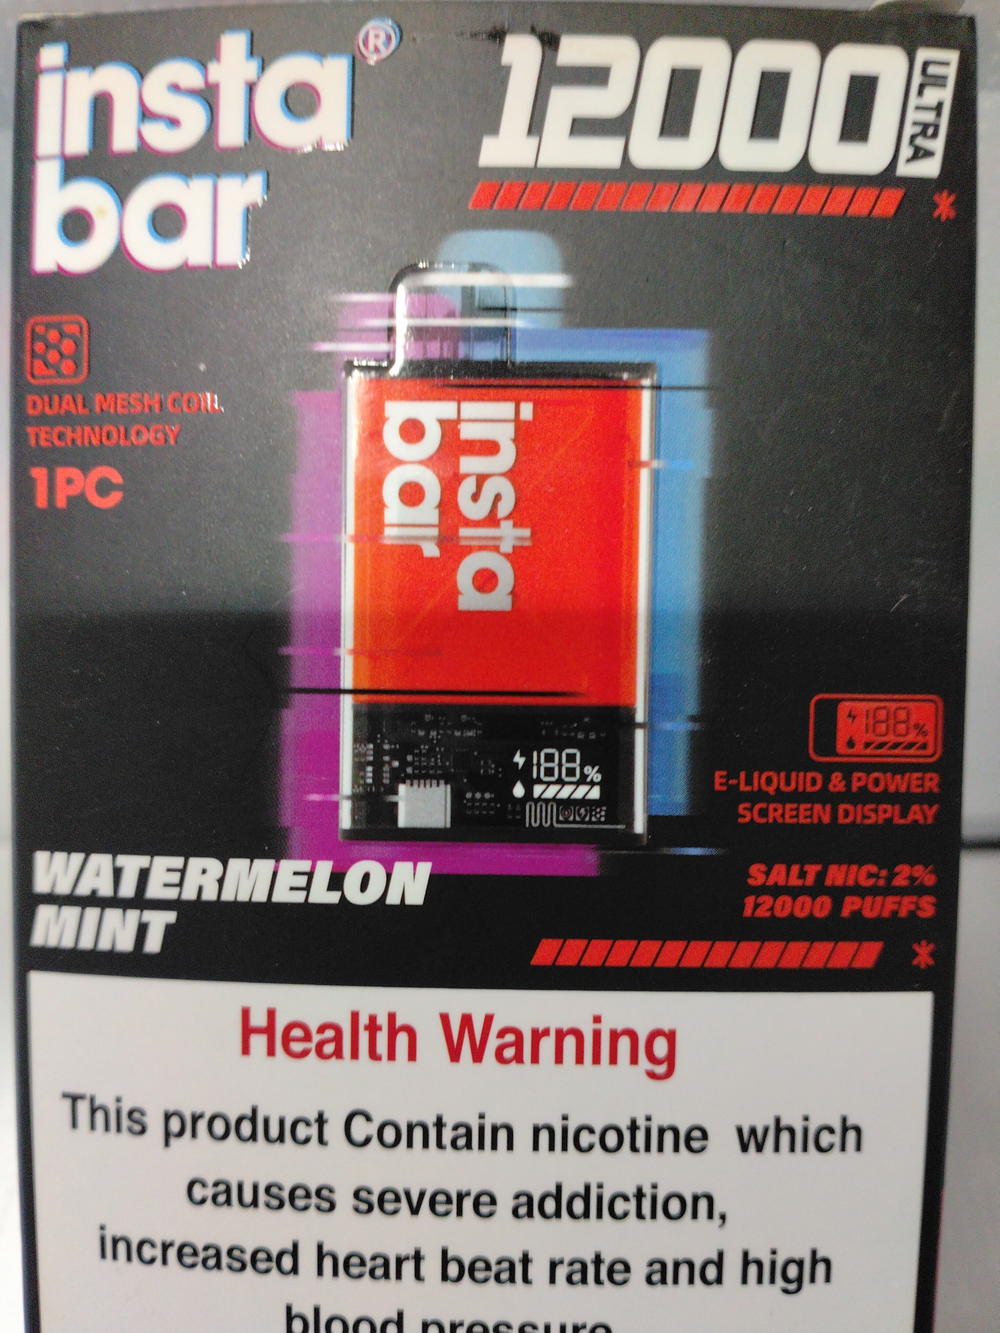 insta®
bar
12000
ULTRA
DUAL MESH COIL
TECHNOLOGY
1PC
insta
bar
188%
188%
E-LIQUID & POWER
SCREEN DISPLAY
WATERMELON
MINT
SALT NIC: 2%
12000 PUFFS
Health Warning
This product Contain nicotine which
causes severe addiction,
increased heart beat rate and high
blood pressure